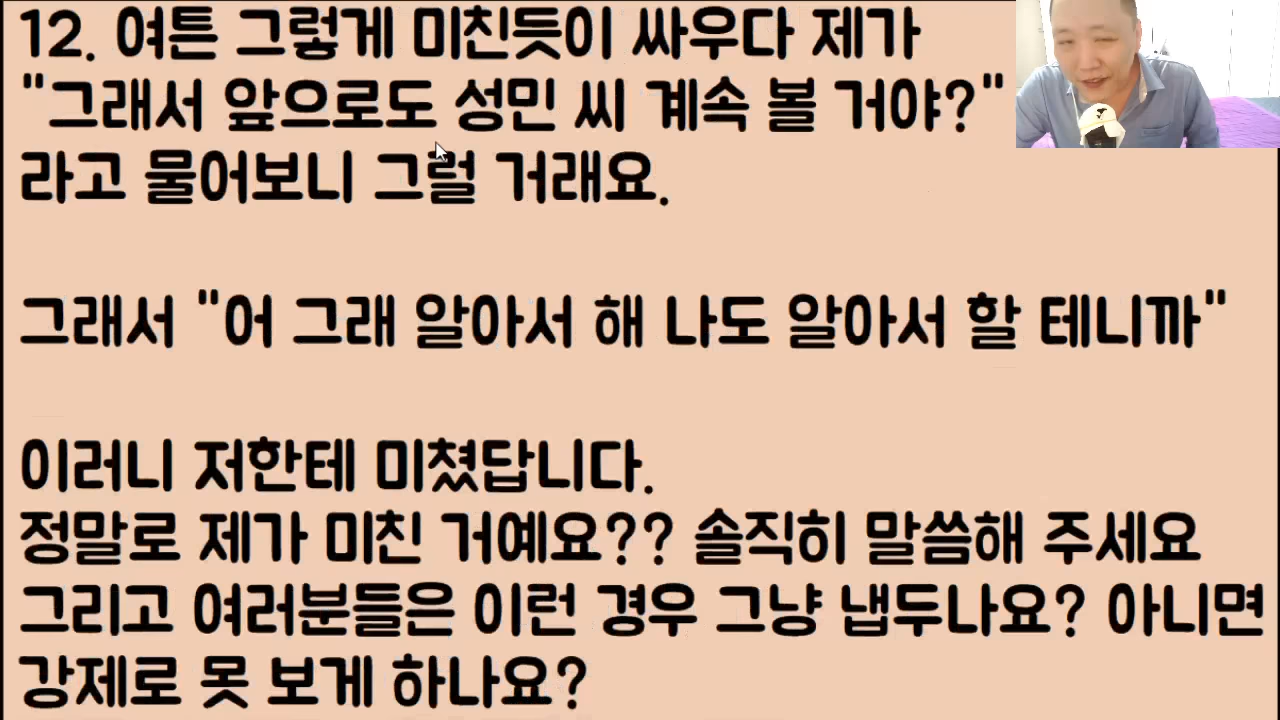 12. 여튼 그렇게 미친듯이 싸우다 제가
"그래서 앞으로도 성민 씨 계속 볼 거야?"
라고 물어보니 그럴 거래요.
그래서 "어 그래 알아서 해 나도 알아서 할 테니까"
이러니 저한테 미쳤답니다.
정말로 제가 미친 거예요?? 솔직히 말씀해 주세요
그리고 여러분들은 이런 경우 그냥 냅두나요? 아니면
강제로 못 보게 하나요?